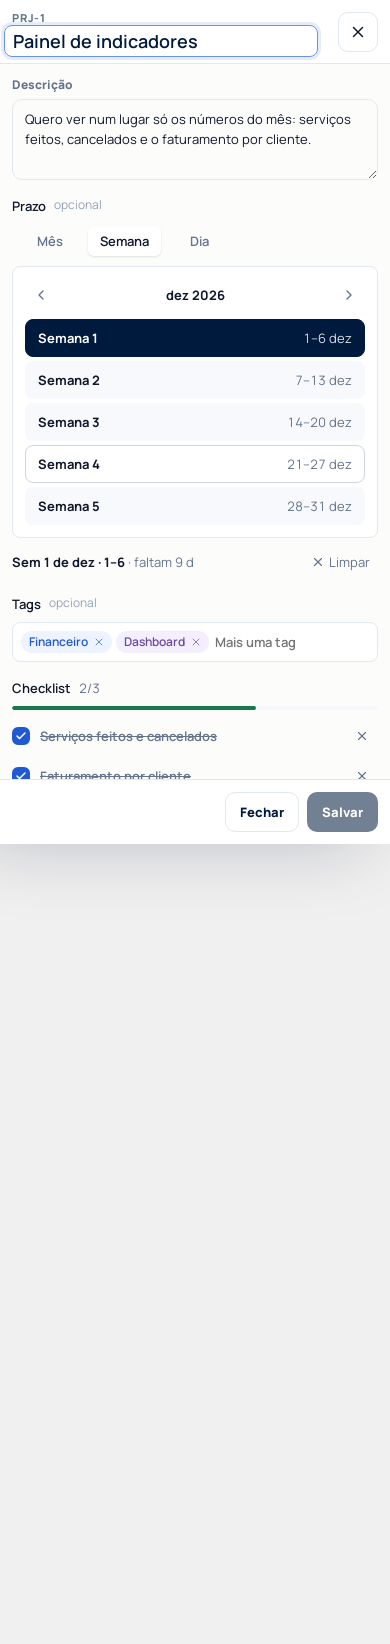 PRJ-1
Painel de indicadores
Descrição
Quero ver num lugar só os números do mês: serviços
feitos, cancelados e o faturamento por cliente.
Prazo opcional
Mês Semana Dia
dez 2026
Semana 1 1–6 dez
Semana 2 7–13 dez
Semana 3 14–20 dez
Semana 4 21–27 dez
Semana 5 28–31 dez
Sem 1 de dez · 1–6 · faltam 9 d Limpar
Tags opcional
Financeiro Dashboard Mais uma tag
Checklist 2/3
Serviços feitos e cancelados
Faturamento por cliente
Fechar Salvar